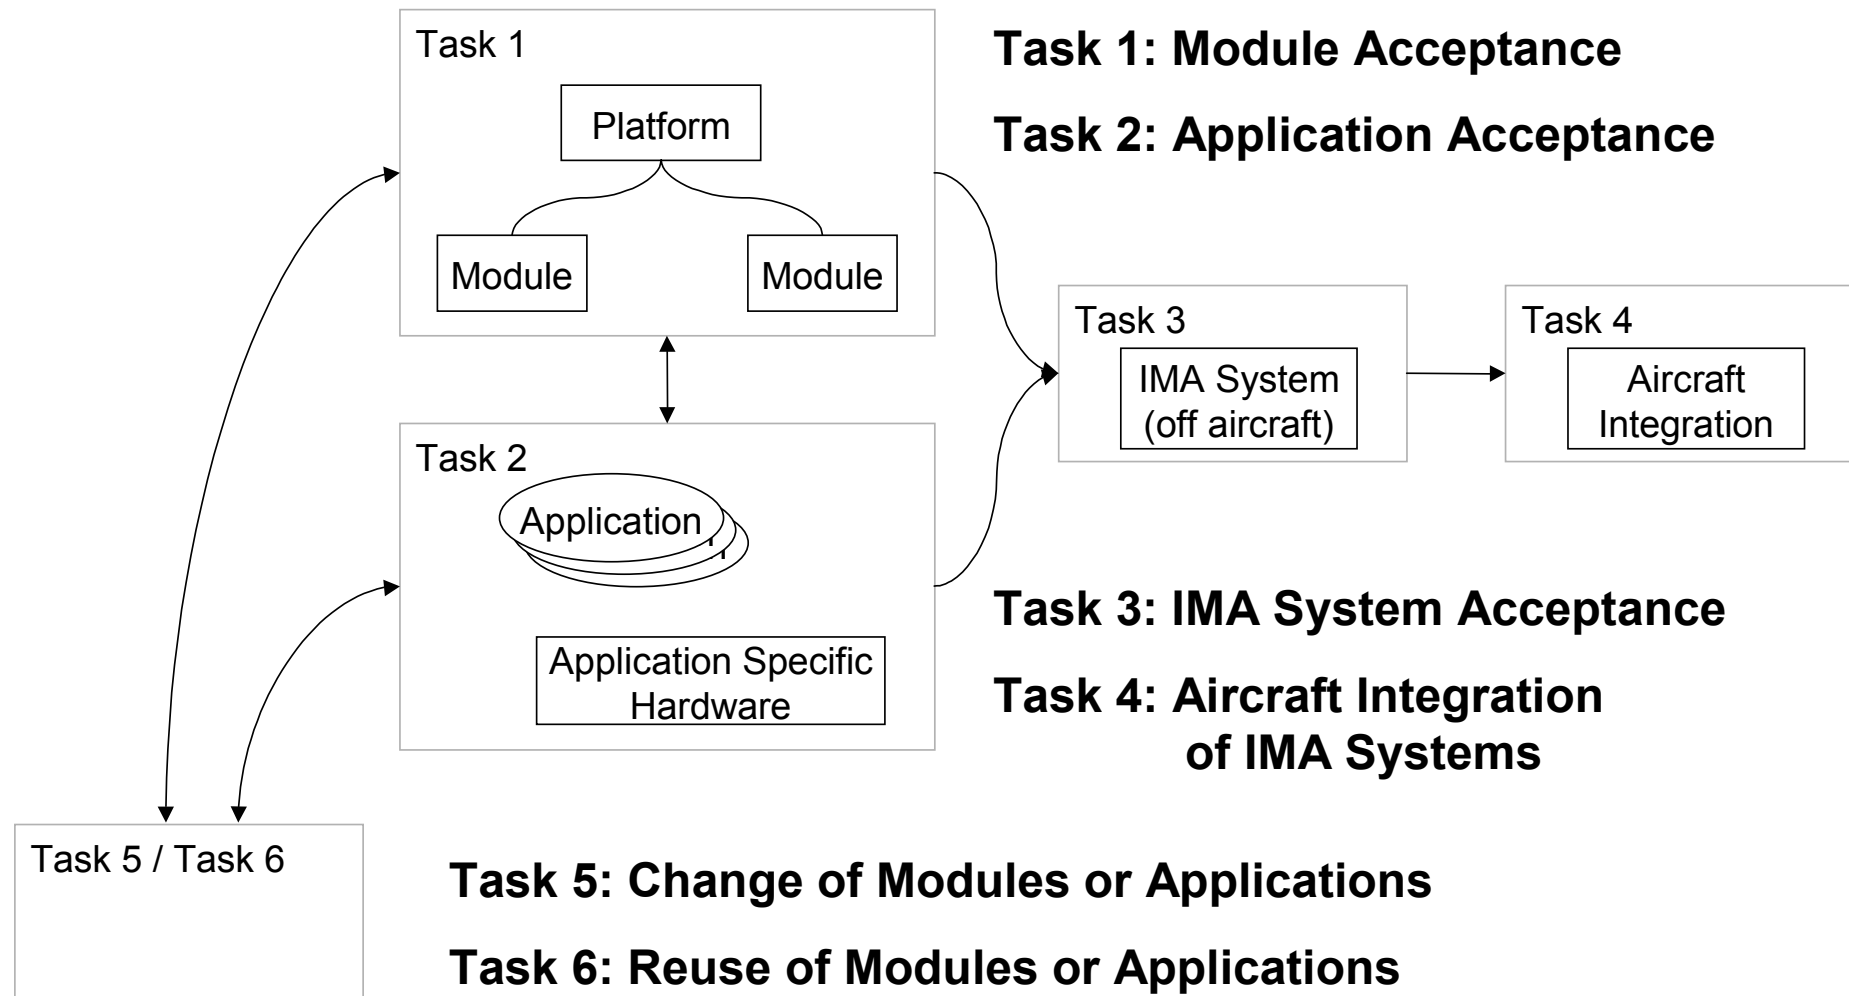 Task 1
Platform
Module
Module
Task 1: Module Acceptance
Task 2: Application Acceptance
Task 2
Application
Application Specific
Hardware
Task 3
IMA System
(off aircraft)
Task 4
Aircraft
Integration
Task 3: IMA System Acceptance
Task 4: Aircraft Integration
of IMA Systems
Task 5 / Task 6
Task 5: Change of Modules or Applications
Task 6: Reuse of Modules or Applications